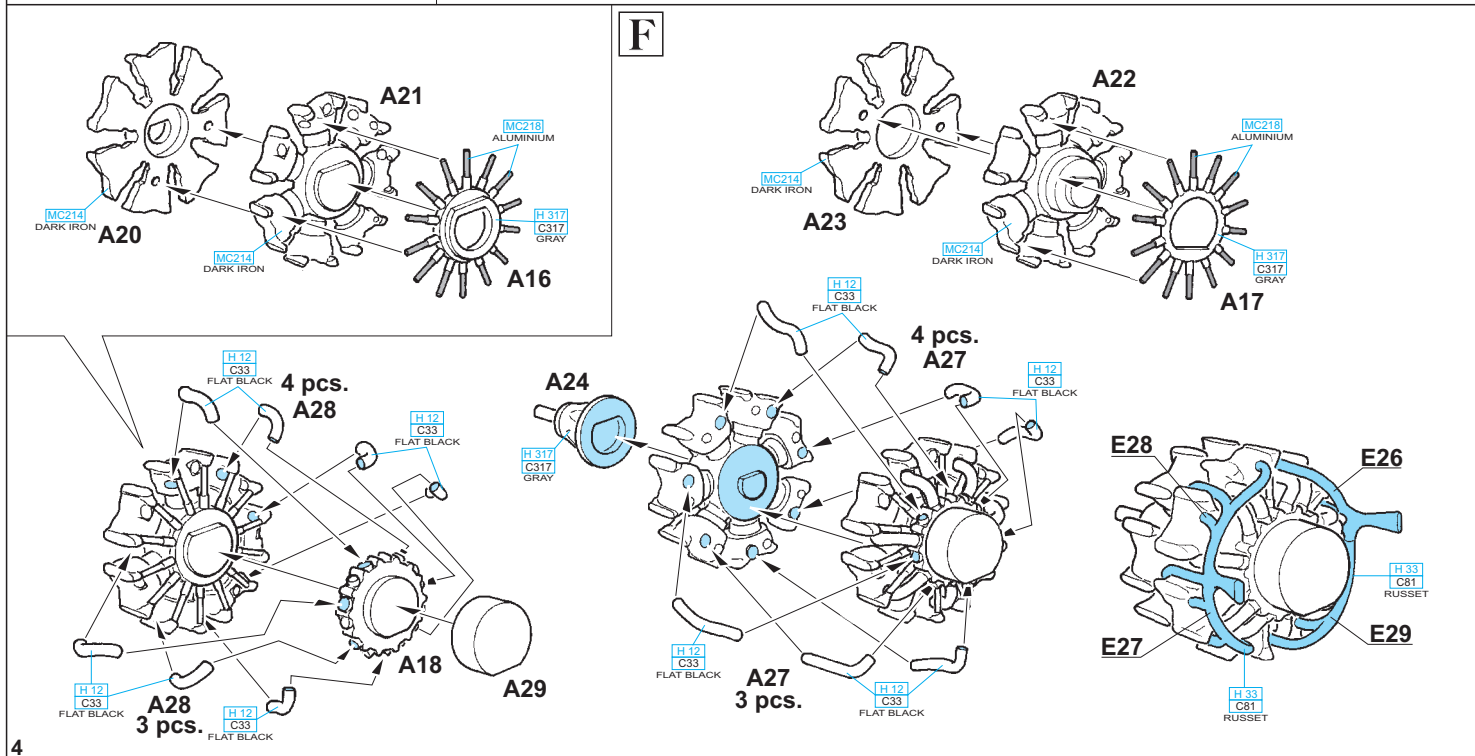 F
A21
MC218
ALUMINIUM
MC214
DARK IRON
A20
MC214
DARK IRON
H 317
C317
GRAY
A16
A22
MC218
ALUMINIUM
MC214
DARK IRON
A23
MC214
DARK IRON
H 317
C317
GRAY
A17
H 12
C33
FLAT BLACK
4 pcs.
A28
H 12
C33
FLAT BLACK
H 12
C33
FLAT BLACK
A28
3 pcs.
H 12
C33
FLAT BLACK
A18
A29
H 12
C33
FLAT BLACK
4 pcs.
A27
H 12
C33
FLAT BLACK
A24
H 317
C317
GRAY
H 12
C33
FLAT BLACK
A27
3 pcs.
H 12
C33
FLAT BLACK
E28
E26
H 33
C81
RUSSET
E27
E29
H 33
C81
RUSSET
4